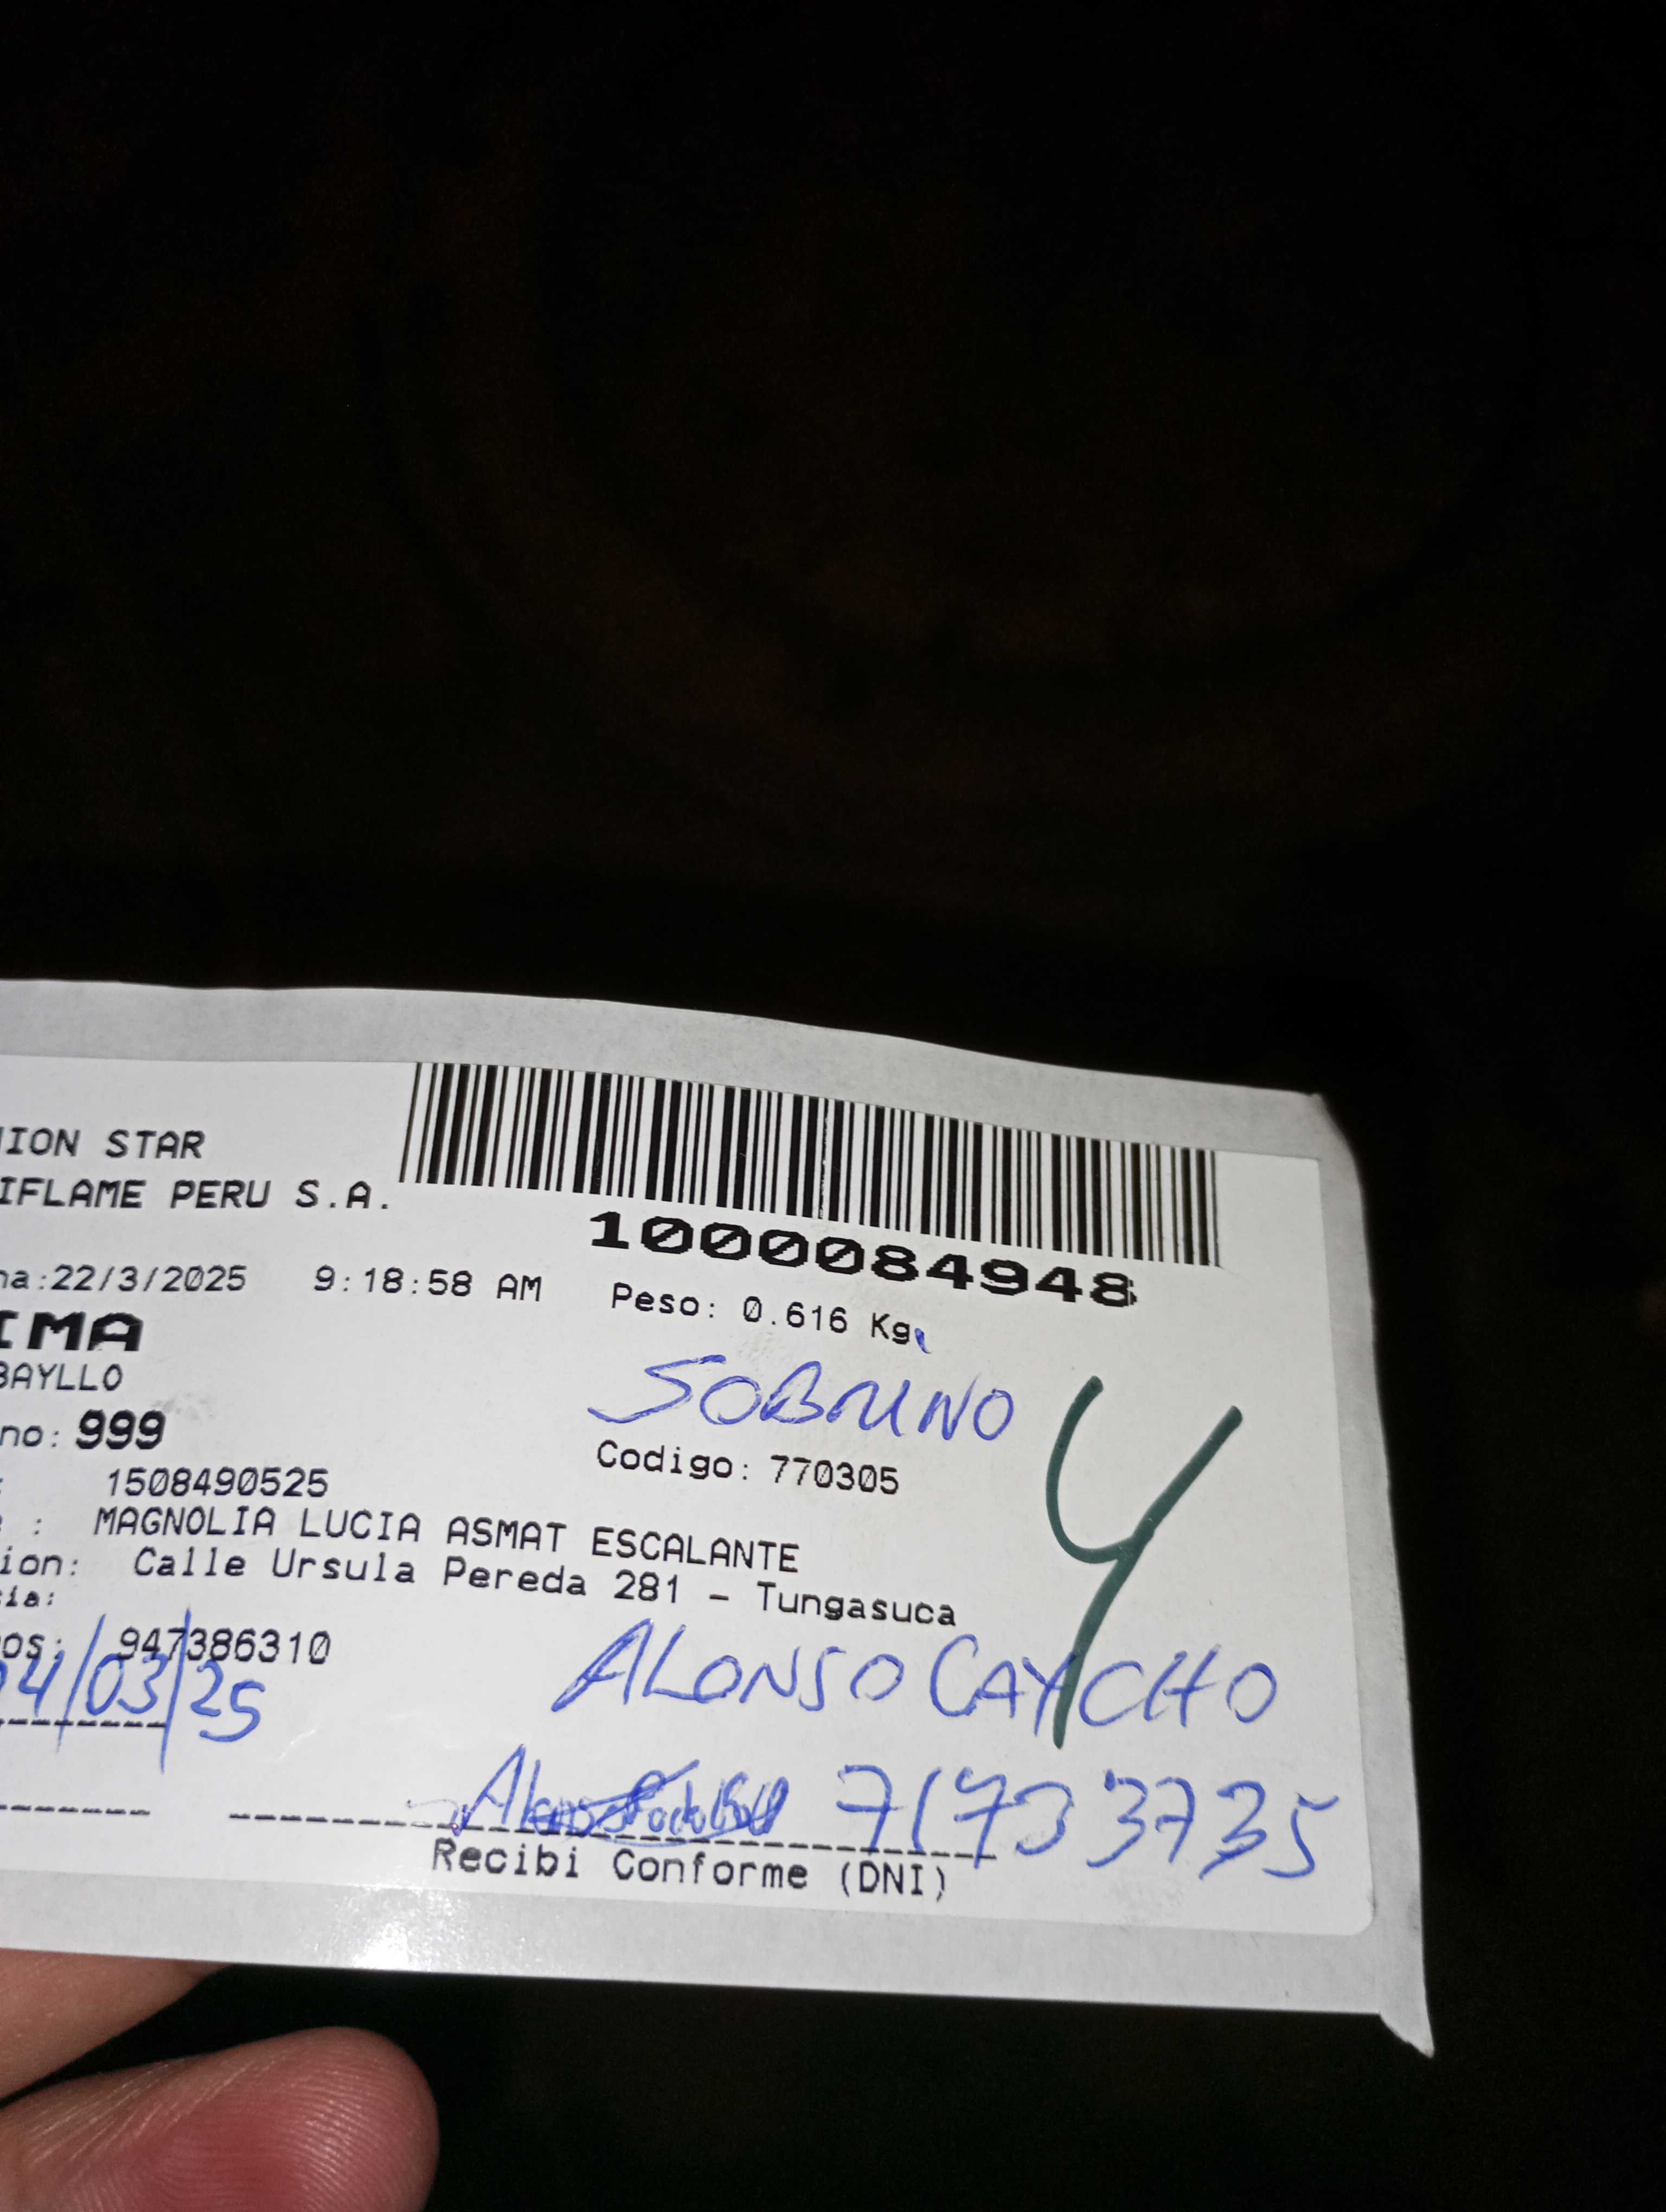 ION STAR
IFLAME PERU S.A.
1000084948
na:22/3/2025 9:18:58 AM
Peso: 0.616 Kg
IMA
BAYLLO
SOBRINO
no: 999
Codigo: 770305
: 1508490525
e : MAGNOLIA LUCIA ASMAT ESCALANTE
ion: Calle Ursula Pereda 281 - Tungasuca
ia:
os: 947386310
4/03/25
ALONSO CAYCHO
Y
71733735
Recibi Conforme (DNI)